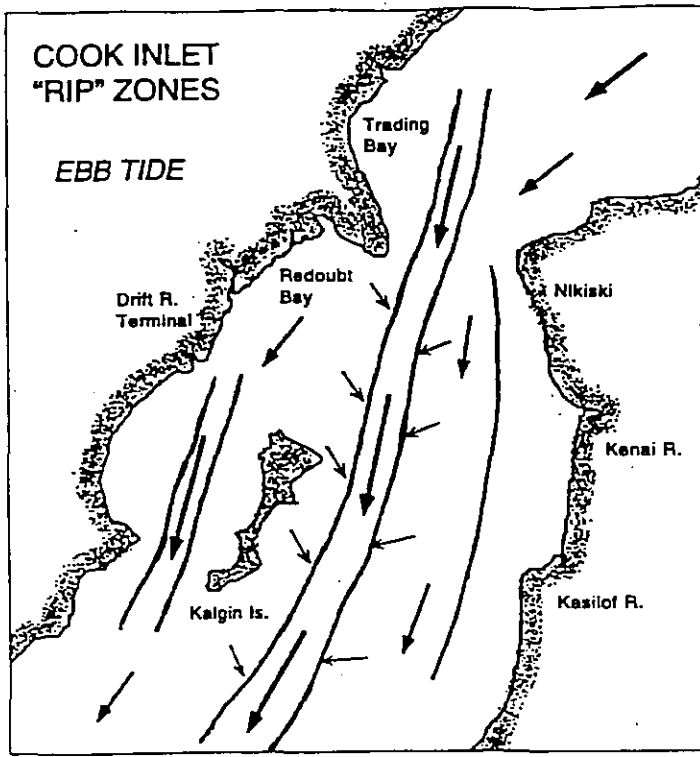 COOK INLET
"RIP" ZONES
EBB TIDE
Trading
Bay
Redoubt
Bay
Drift R.
Terminal
Nikiski
Kenai R.
Kalgin Is.
Kasilof R.